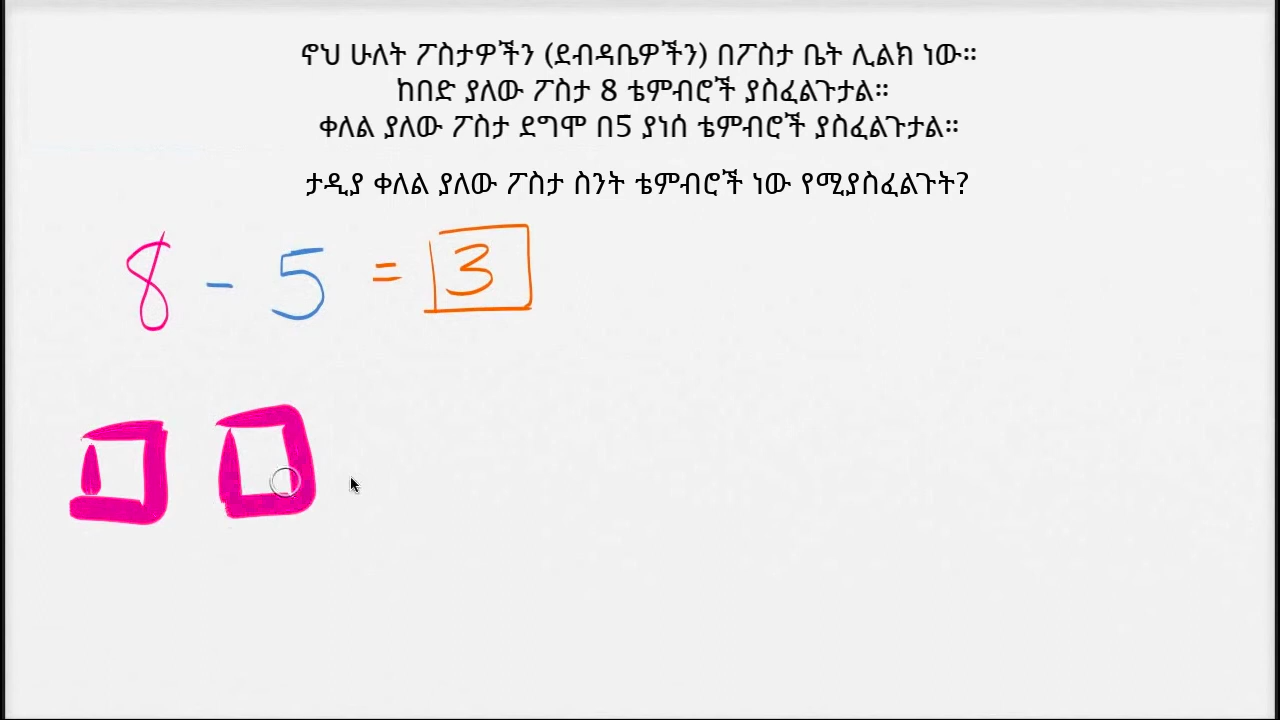 ኖህ ሁለት ፖስታዎችን (ደብዳቤዎችን) በፖስታ ቤት ሊልክ ነው።
ከበድ ያለው ፖስታ 8 ቴምብሮች ያስፈልጉታል።
ቀለል ያለው ፖስታ ደግሞ በ5 ያነሰ ቴምብሮች ያስፈልጉታል።
ታዲያ ቀለል ያለው ፖስታ ስንት ቴምብሮች ነው የሚያስፈልጉት?
8 - 5 = 3